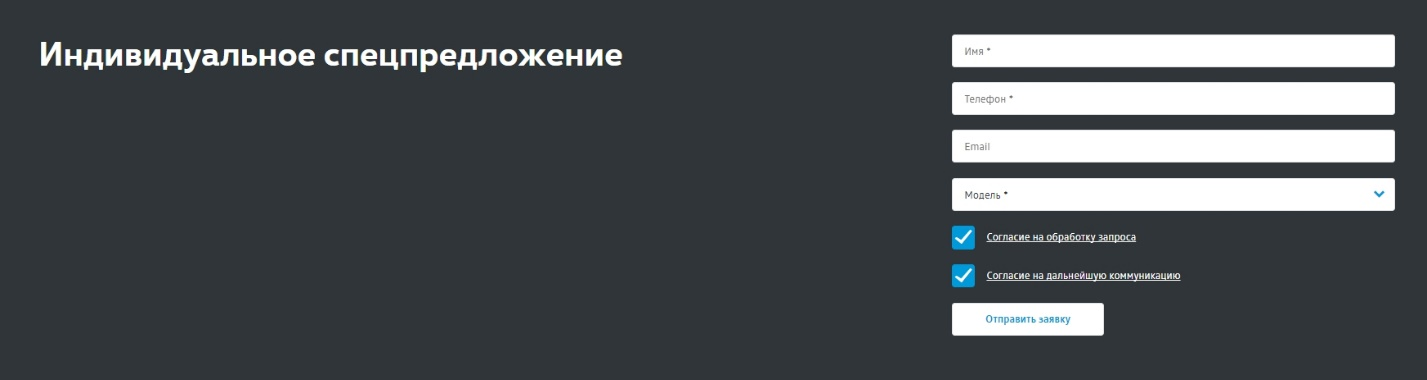 Индивидуальное спецпредложение
Имя *
Телефон *
Email
Модель *
Согласие на обработку запроса
Согласие на дальнейшую коммуникацию
Отправить заявку